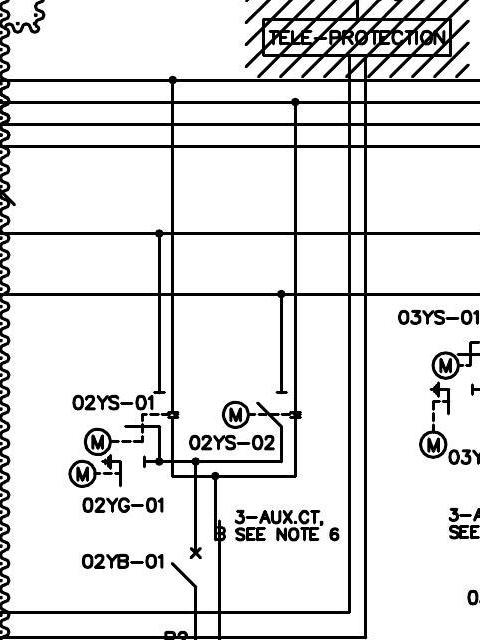 TELE-PROTECTION
03YS-01
M
02YS-01
M
M
02YS-02
M
03Y
M
02YG-01
3-AUX.CT,
SEE NOTE 6
3-A
SEE
B
02YB-01
0